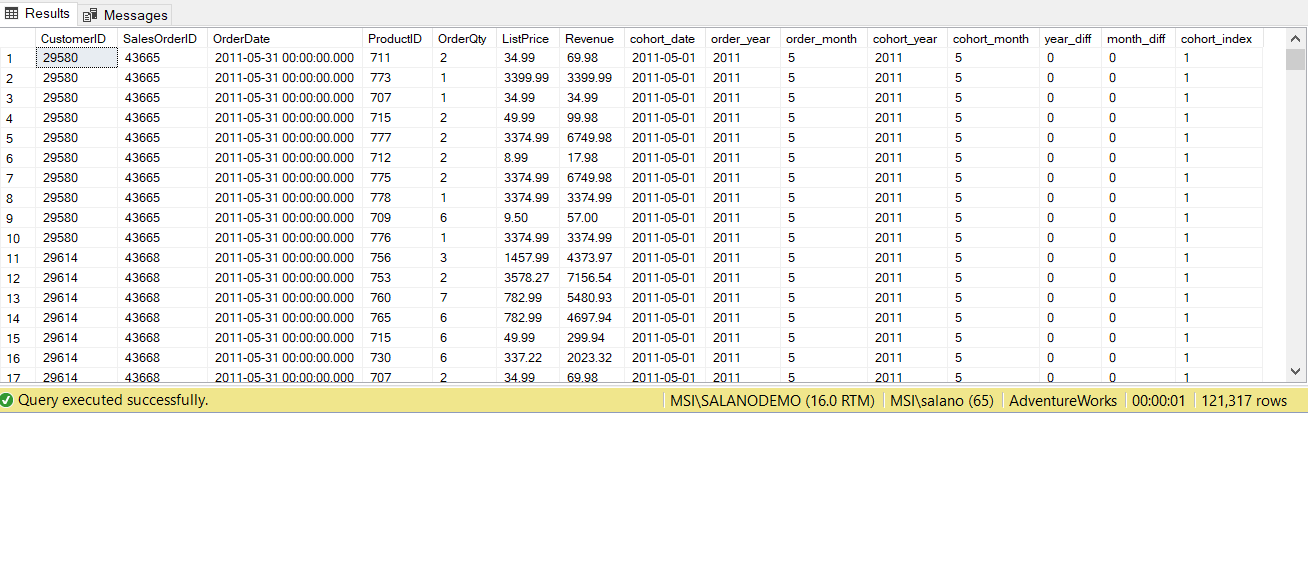 Results Messages
CustomerID SalesOrderID OrderDate ProductID OrderQty ListPrice Revenue cohort_date order_year order_month cohort_year cohort_month year_diff month_diff cohort_index
1 29580 43665 2011-05-31 00:00:00.000 711 2 34.99 69.98 2011-05-01 2011 5 2011 5 0 0 1
2 29580 43665 2011-05-31 00:00:00.000 773 1 3399.99 3399.99 2011-05-01 2011 5 2011 5 0 0 1
3 29580 43665 2011-05-31 00:00:00.000 707 1 34.99 34.99 2011-05-01 2011 5 2011 5 0 0 1
4 29580 43665 2011-05-31 00:00:00.000 715 2 49.99 99.98 2011-05-01 2011 5 2011 5 0 0 1
5 29580 43665 2011-05-31 00:00:00.000 777 2 3374.99 6749.98 2011-05-01 2011 5 2011 5 0 0 1
6 29580 43665 2011-05-31 00:00:00.000 712 2 8.99 17.98 2011-05-01 2011 5 2011 5 0 0 1
7 29580 43665 2011-05-31 00:00:00.000 775 2 3374.99 6749.98 2011-05-01 2011 5 2011 5 0 0 1
8 29580 43665 2011-05-31 00:00:00.000 778 1 3374.99 3374.99 2011-05-01 2011 5 2011 5 0 0 1
9 29580 43665 2011-05-31 00:00:00.000 709 6 9.50 57.00 2011-05-01 2011 5 2011 5 0 0 1
10 29580 43665 2011-05-31 00:00:00.000 776 1 3374.99 3374.99 2011-05-01 2011 5 2011 5 0 0 1
11 29614 43668 2011-05-31 00:00:00.000 756 3 1457.99 4373.97 2011-05-01 2011 5 2011 5 0 0 1
12 29614 43668 2011-05-31 00:00:00.000 753 2 3578.27 7156.54 2011-05-01 2011 5 2011 5 0 0 1
13 29614 43668 2011-05-31 00:00:00.000 760 7 782.99 5480.93 2011-05-01 2011 5 2011 5 0 0 1
14 29614 43668 2011-05-31 00:00:00.000 765 6 782.99 4697.94 2011-05-01 2011 5 2011 5 0 0 1
15 29614 43668 2011-05-31 00:00:00.000 715 6 49.99 299.94 2011-05-01 2011 5 2011 5 0 0 1
16 29614 43668 2011-05-31 00:00:00.000 730 6 337.22 2023.32 2011-05-01 2011 5 2011 5 0 0 1
17 29614 43668 2011-05-31 00:00:00.000 707 2 34.99 69.98 2011-05-01 2011 5 2011 5 0 0 1
Query executed successfully. MSI\SALANODEMO (16.0 RTM) MSI\salano (65) AdventureWorks 00:00:01 121,317 rows